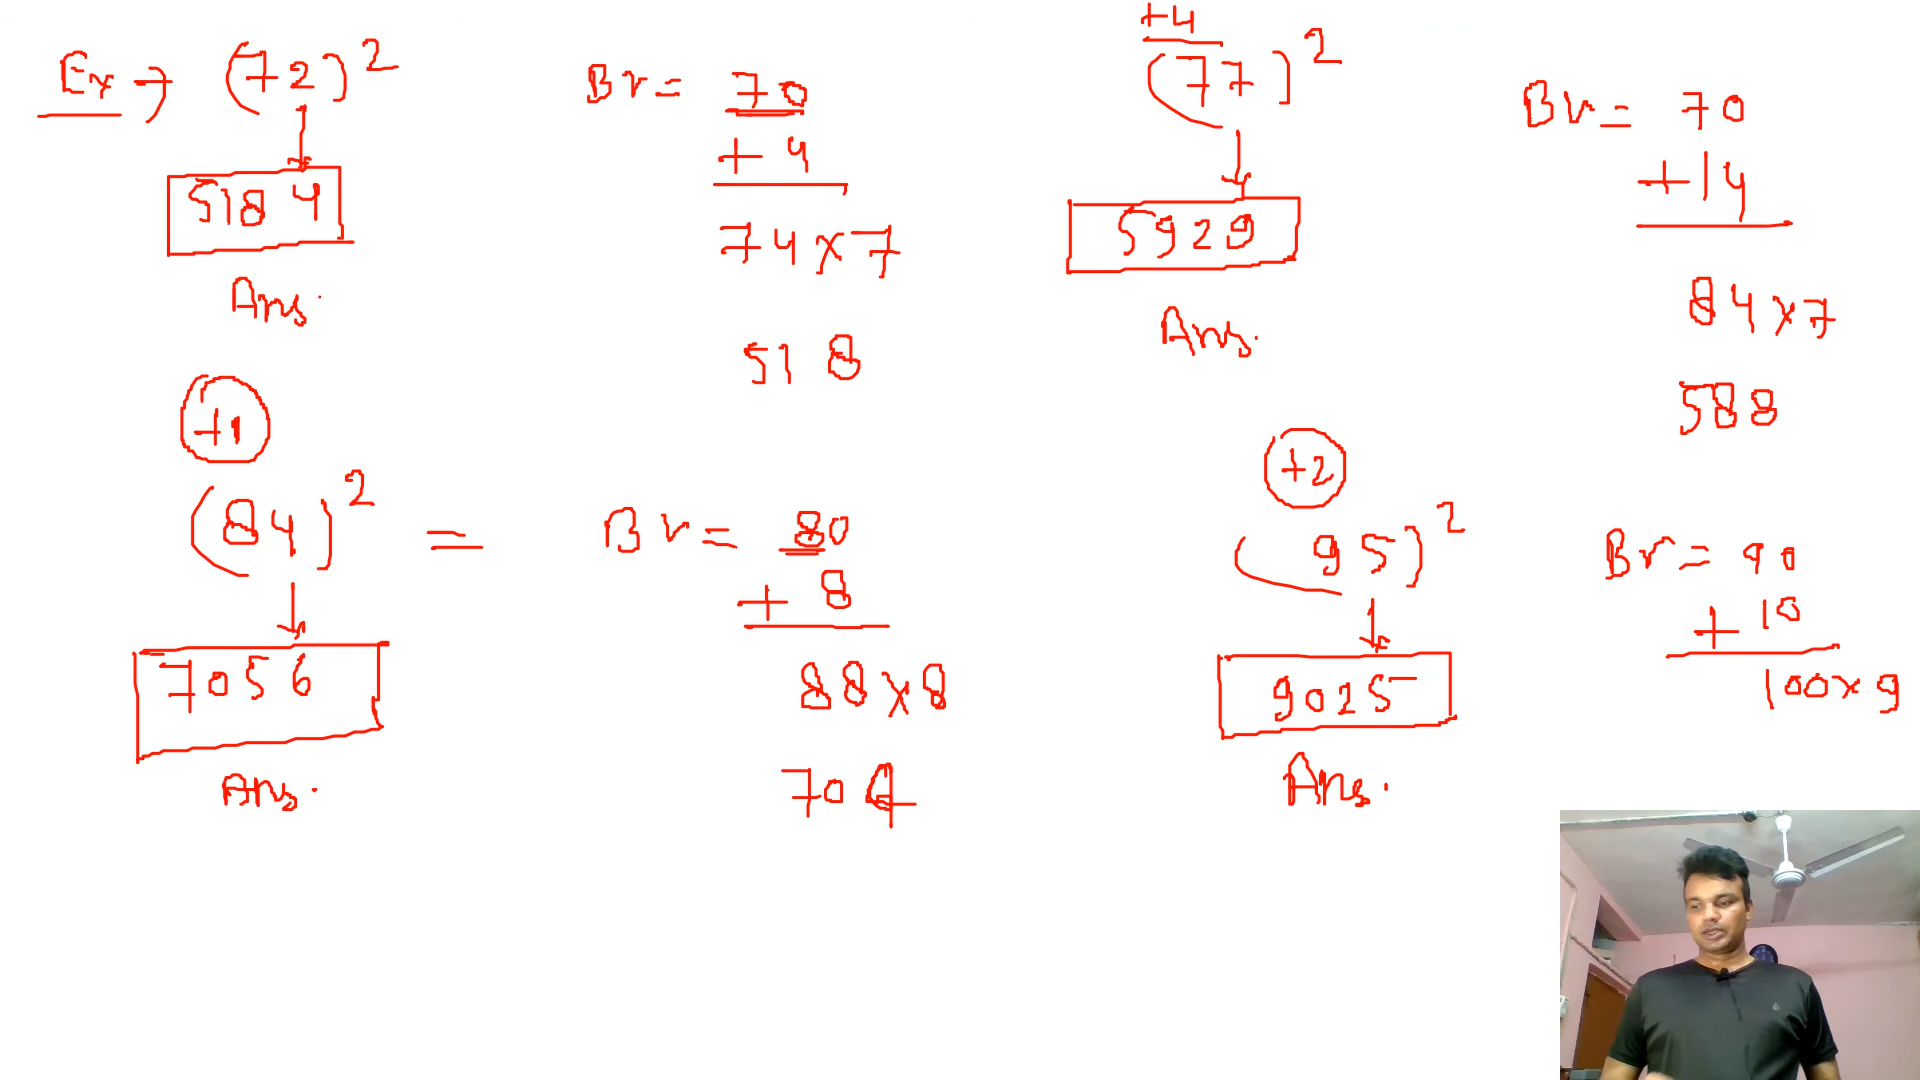 Ex → (72)²
5184
Ans.
Br = 70
+ 4
74×7
518
+4
(77)²
5929
Ans.
Br = 70
+14
84×7
588
+1
(84)² =
7056
Ans.
Br = 80
+ 8
88×8
704
+2
(95)²
9025
Ans.
Br = 90
+ 10
100×9